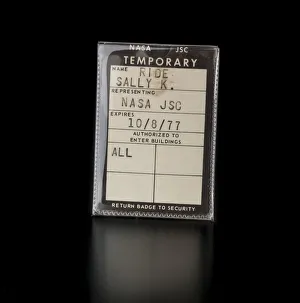 NASA JSC
TEMPORARY
NAME RIDE
SALLY K.
REPRESENTING
NASA JSC
EXPIRES
10/6/77
AUTHORIZED TO
ENTER BUILDINGS
ALL
RETURN BADGE TO SECURITY